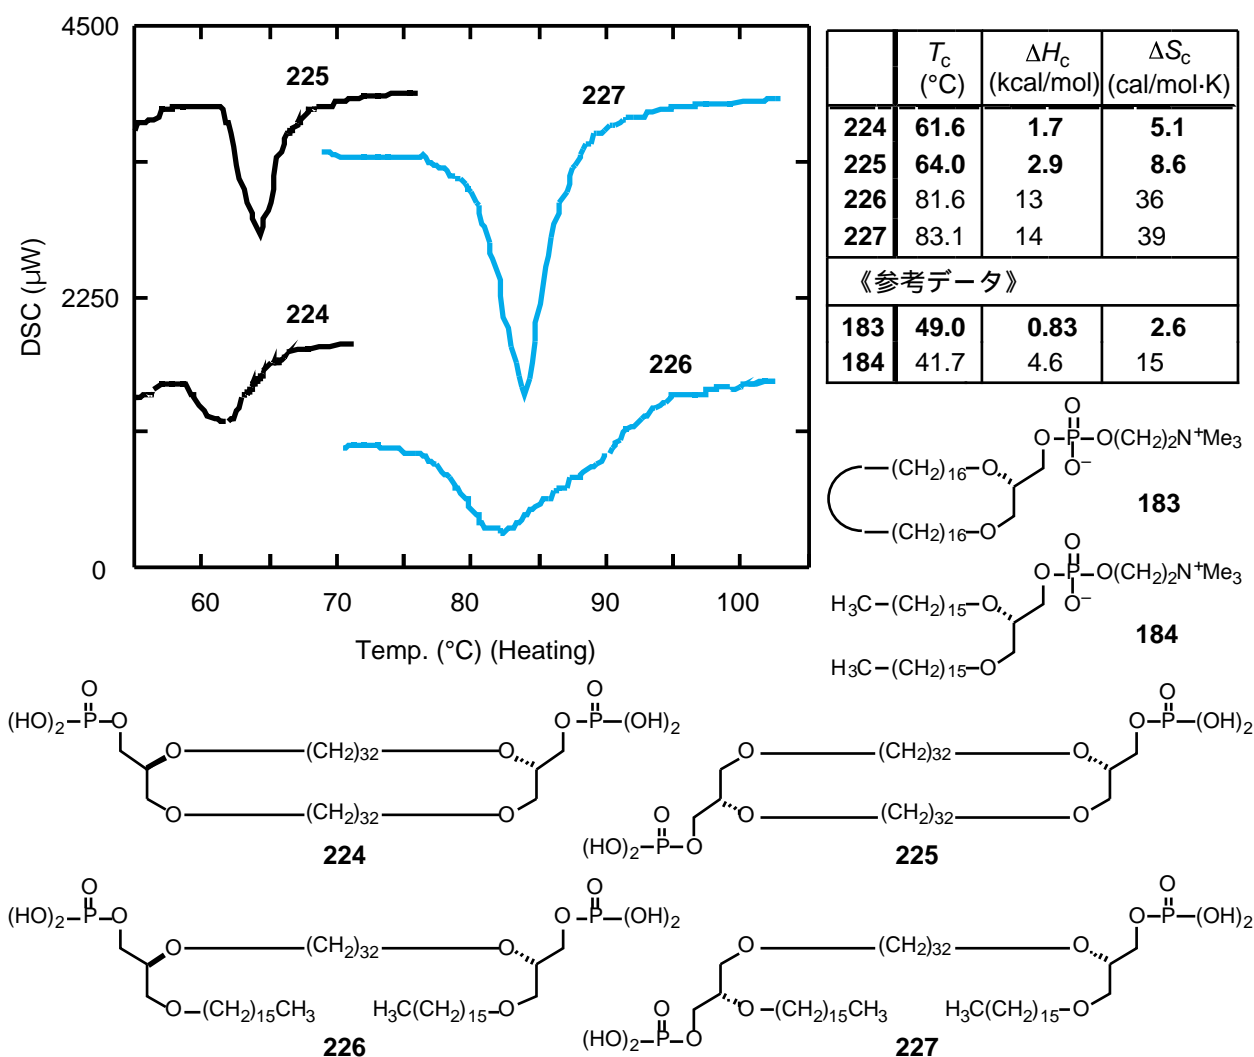 4500
2250
0
DSC (μW)
60 70 80 90 100
Temp. (°C) (Heating)
225
227
224
226
Tc (°C) ΔHc (kcal/mol) ΔSc (cal/mol·K)
224 61.6 1.7 5.1
225 64.0 2.9 8.6
226 81.6 13 36
227 83.1 14 39
《参考データ》
183 49.0 0.83 2.6
184 41.7 4.6 15
O
O–P–O(CH2)2N+Me3
O–
(CH2)16–O
(CH2)16–O
183
O
O–P–O(CH2)2N+Me3
O–
H3C–(CH2)15–O
H3C–(CH2)15–O
184
O O
(HO)2–P–O O–P–(OH)2
O (CH2)32 O
O (CH2)32 O
224
O
O–P–(OH)2
O (CH2)32 O
O (CH2)32 O
O
(HO)2–P–O
225
O O
(HO)2–P–O O–P–(OH)2
O (CH2)32 O
O–(CH2)15CH3 H3C(CH2)15–O
226
O
O–P–(OH)2
O (CH2)32 O
O–(CH2)15CH3 H3C(CH2)15–O
O
(HO)2–P–O
227